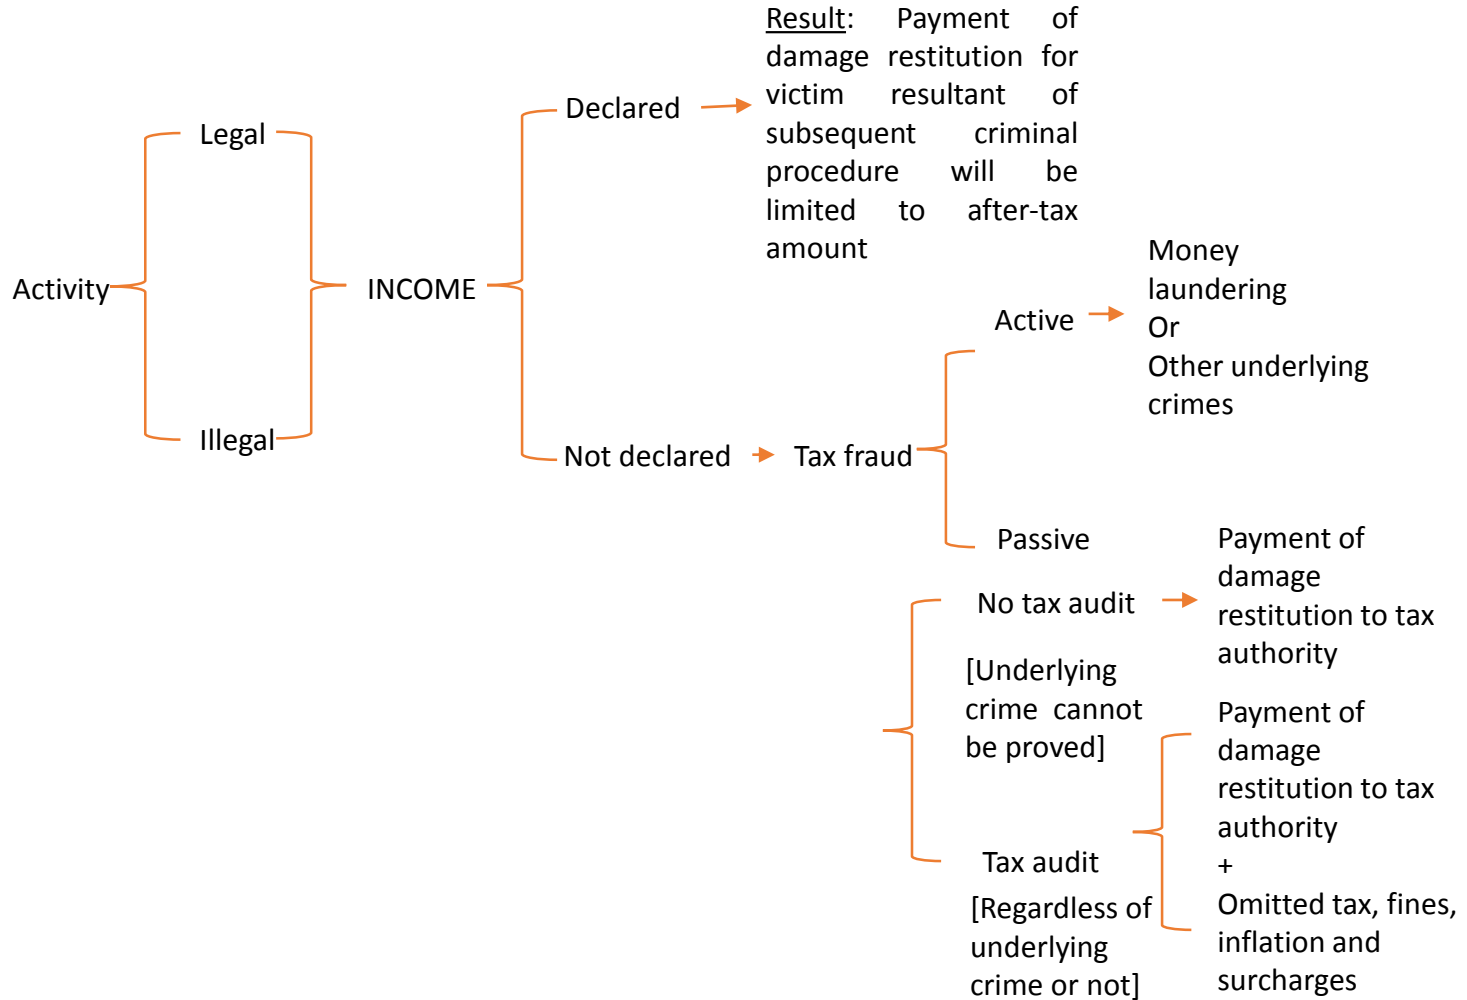 Result: Payment of
damage restitution for
victim resultant of
subsequent criminal
procedure will be
limited to after-tax
amount
Declared
Legal
Activity
INCOME
Illegal
Not declared
Tax fraud
Active
Money
laundering
Or
Other underlying
crimes
Passive
No tax audit
[Underlying
crime cannot
be proved]
Payment of
damage
restitution to tax
authority
Tax audit
[Regardless of
underlying
crime or not]
Payment of
damage
restitution to tax
authority
+
Omitted tax, fines,
inflation and
surcharges